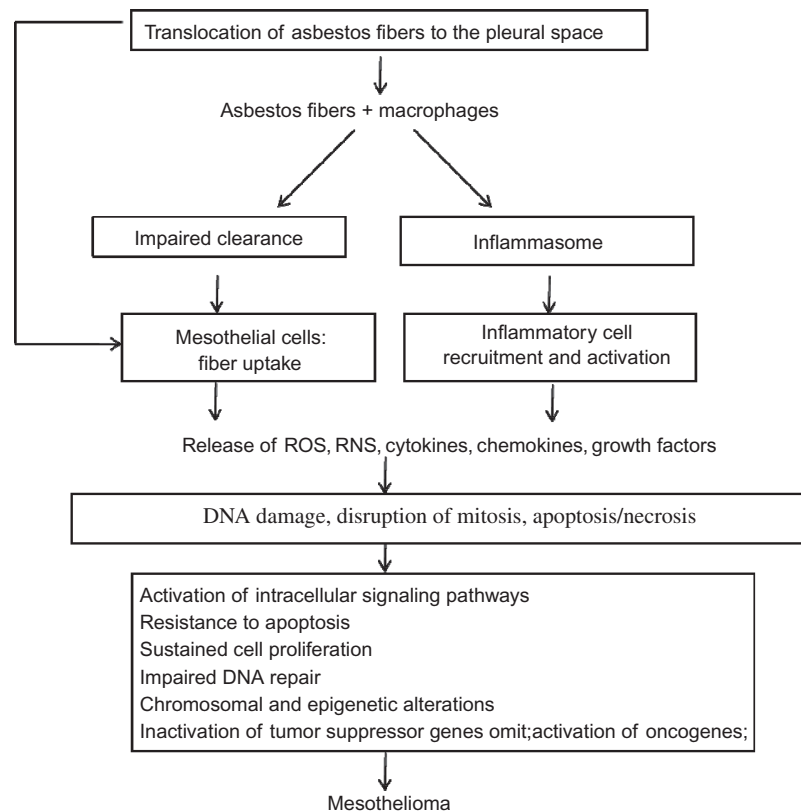 Translocation of asbestos fibers to the pleural space
Asbestos fibers + macrophages
Impaired clearance
Inflammasome
Mesothelial cells:
fiber uptake
Inflammatory cell
recruitment and activation
Release of ROS, RNS, cytokines, chemokines, growth factors
DNA damage, disruption of mitosis, apoptosis/necrosis
Activation of intracellular signaling pathways
Resistance to apoptosis
Sustained cell proliferation
Impaired DNA repair
Chromosomal and epigenetic alterations
Inactivation of tumor suppressor genes omit;activation of oncogenes;
Mesothelioma